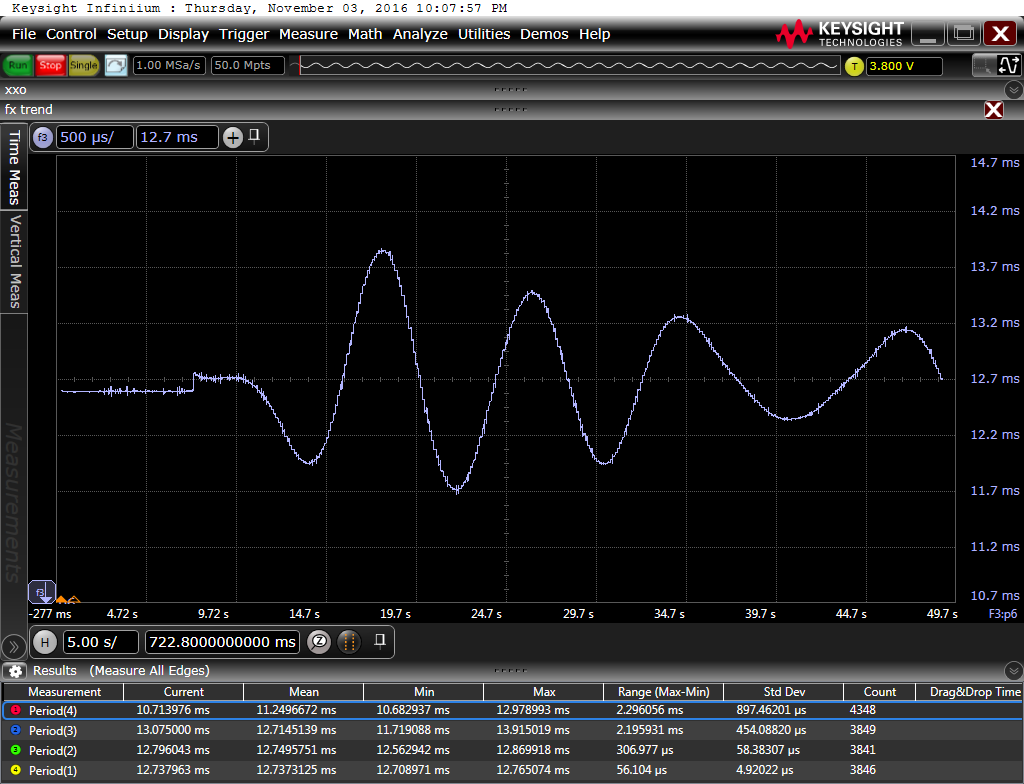 Keysight Infiniium : Thursday, November 03, 2016 10:07:57 PM
File Control Setup Display Trigger Measure Math Analyze Utilities Demos Help
KEYSIGHT TECHNOLOGIES
Run Stop Single 1.00 MSa/s 50.0 Mpts T 3.800 V
xxo
fx trend
f3 500 µs/ 12.7 ms
Time Meas
Vertical Meas
Measurements
14.7 ms
14.2 ms
13.7 ms
13.2 ms
12.7 ms
12.2 ms
11.7 ms
11.2 ms
10.7 ms
f3
-277 ms 4.72 s 9.72 s 14.7 s 19.7 s 24.7 s 29.7 s 34.7 s 39.7 s 44.7 s 49.7 s F3:p6
H 5.00 s/ 722.8000000000 ms
Results (Measure All Edges)
Measurement Current Mean Min Max Range (Max-Min) Std Dev Count Drag&Drop Time
Period(4) 10.713976 ms 11.2496672 ms 10.682937 ms 12.978993 ms 2.296056 ms 897.46201 µs 4348
2 Period(3) 13.075000 ms 12.7145139 ms 11.719088 ms 13.915019 ms 2.195931 ms 454.08820 µs 3849
3 Period(2) 12.796043 ms 12.7495751 ms 12.562942 ms 12.869918 ms 306.977 µs 58.38307 µs 3841
4 Period(1) 12.737963 ms 12.7373125 ms 12.708971 ms 12.765074 ms 56.104 µs 4.92022 µs 3846